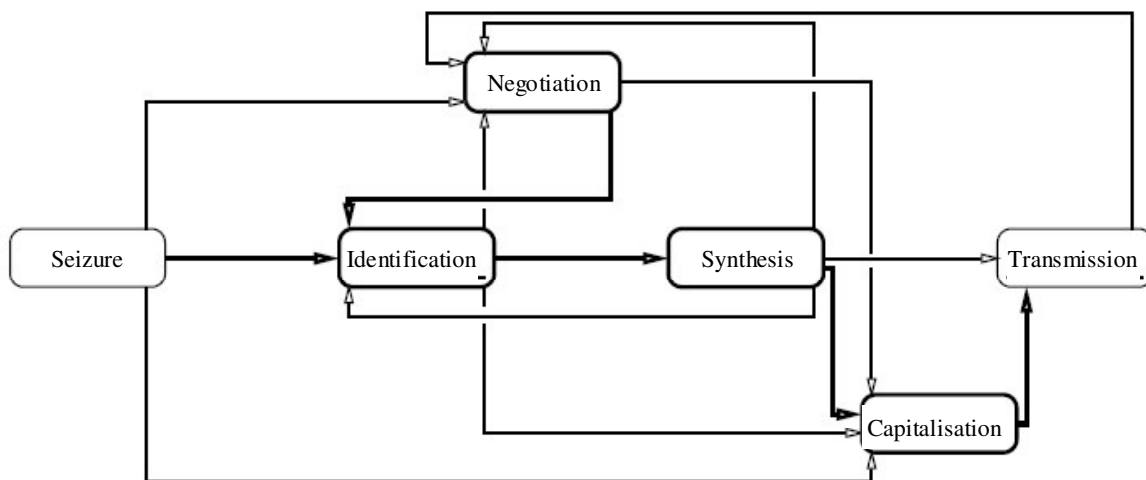 Negotiation
Seizure
Identification
Synthesis
Transmission
Capitalisation